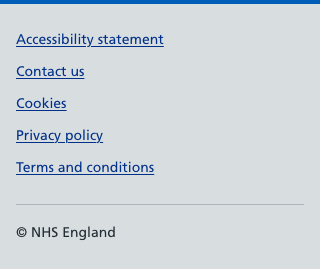 Accessibility statement
Contact us
Cookies
Privacy policy
Terms and conditions
© NHS England